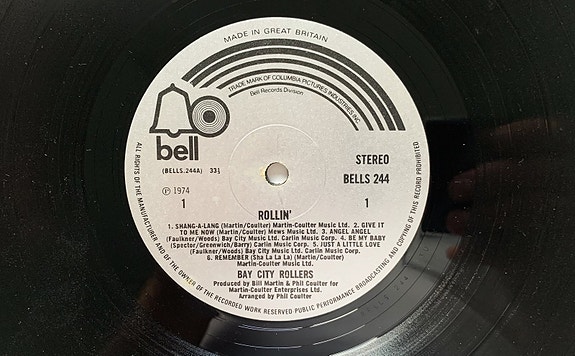 MADE IN GREAT BRITAIN
TRADE MARK OF COLUMBIA PICTURES INDUSTRIES INC.
Bell Records Division
bell
(BELLS.244A) 33⅓
STEREO
BELLS 244
℗ 1974
1
1
ROLLIN'
1. SHANG-A-LANG (Martin/Coulter) Martin-Coulter Music Ltd. 2. GIVE IT
TO ME NOW (Martin/Coulter) Mews Music Ltd. 3. ANGEL ANGEL
(Faulkner/Woods) Bay City Music Ltd. Carlin Music Corp. 4. BE MY BABY
(Spector/Greenwich/Barry) Carlin Music Corp. 5. JUST A LITTLE LOVE
(Faulkner/Woods) Bay City Music Ltd. Carlin Music Corp.
6. REMEMBER (Sha La La La) (Martin/Coulter)
Martin-Coulter Music Ltd.
BAY CITY ROLLERS
Produced by Bill Martin & Phil Coulter for
Martin-Coulter Enterprises Ltd.
Arranged by Phil Coulter
ALL RIGHTS OF THE MANUFACTURER AND OF THE OWNER OF THE RECORDED WORK RESERVED·PUBLIC PERFORMANCE BROADCASTING AND COPYING OF THIS RECORD PROHIBITED